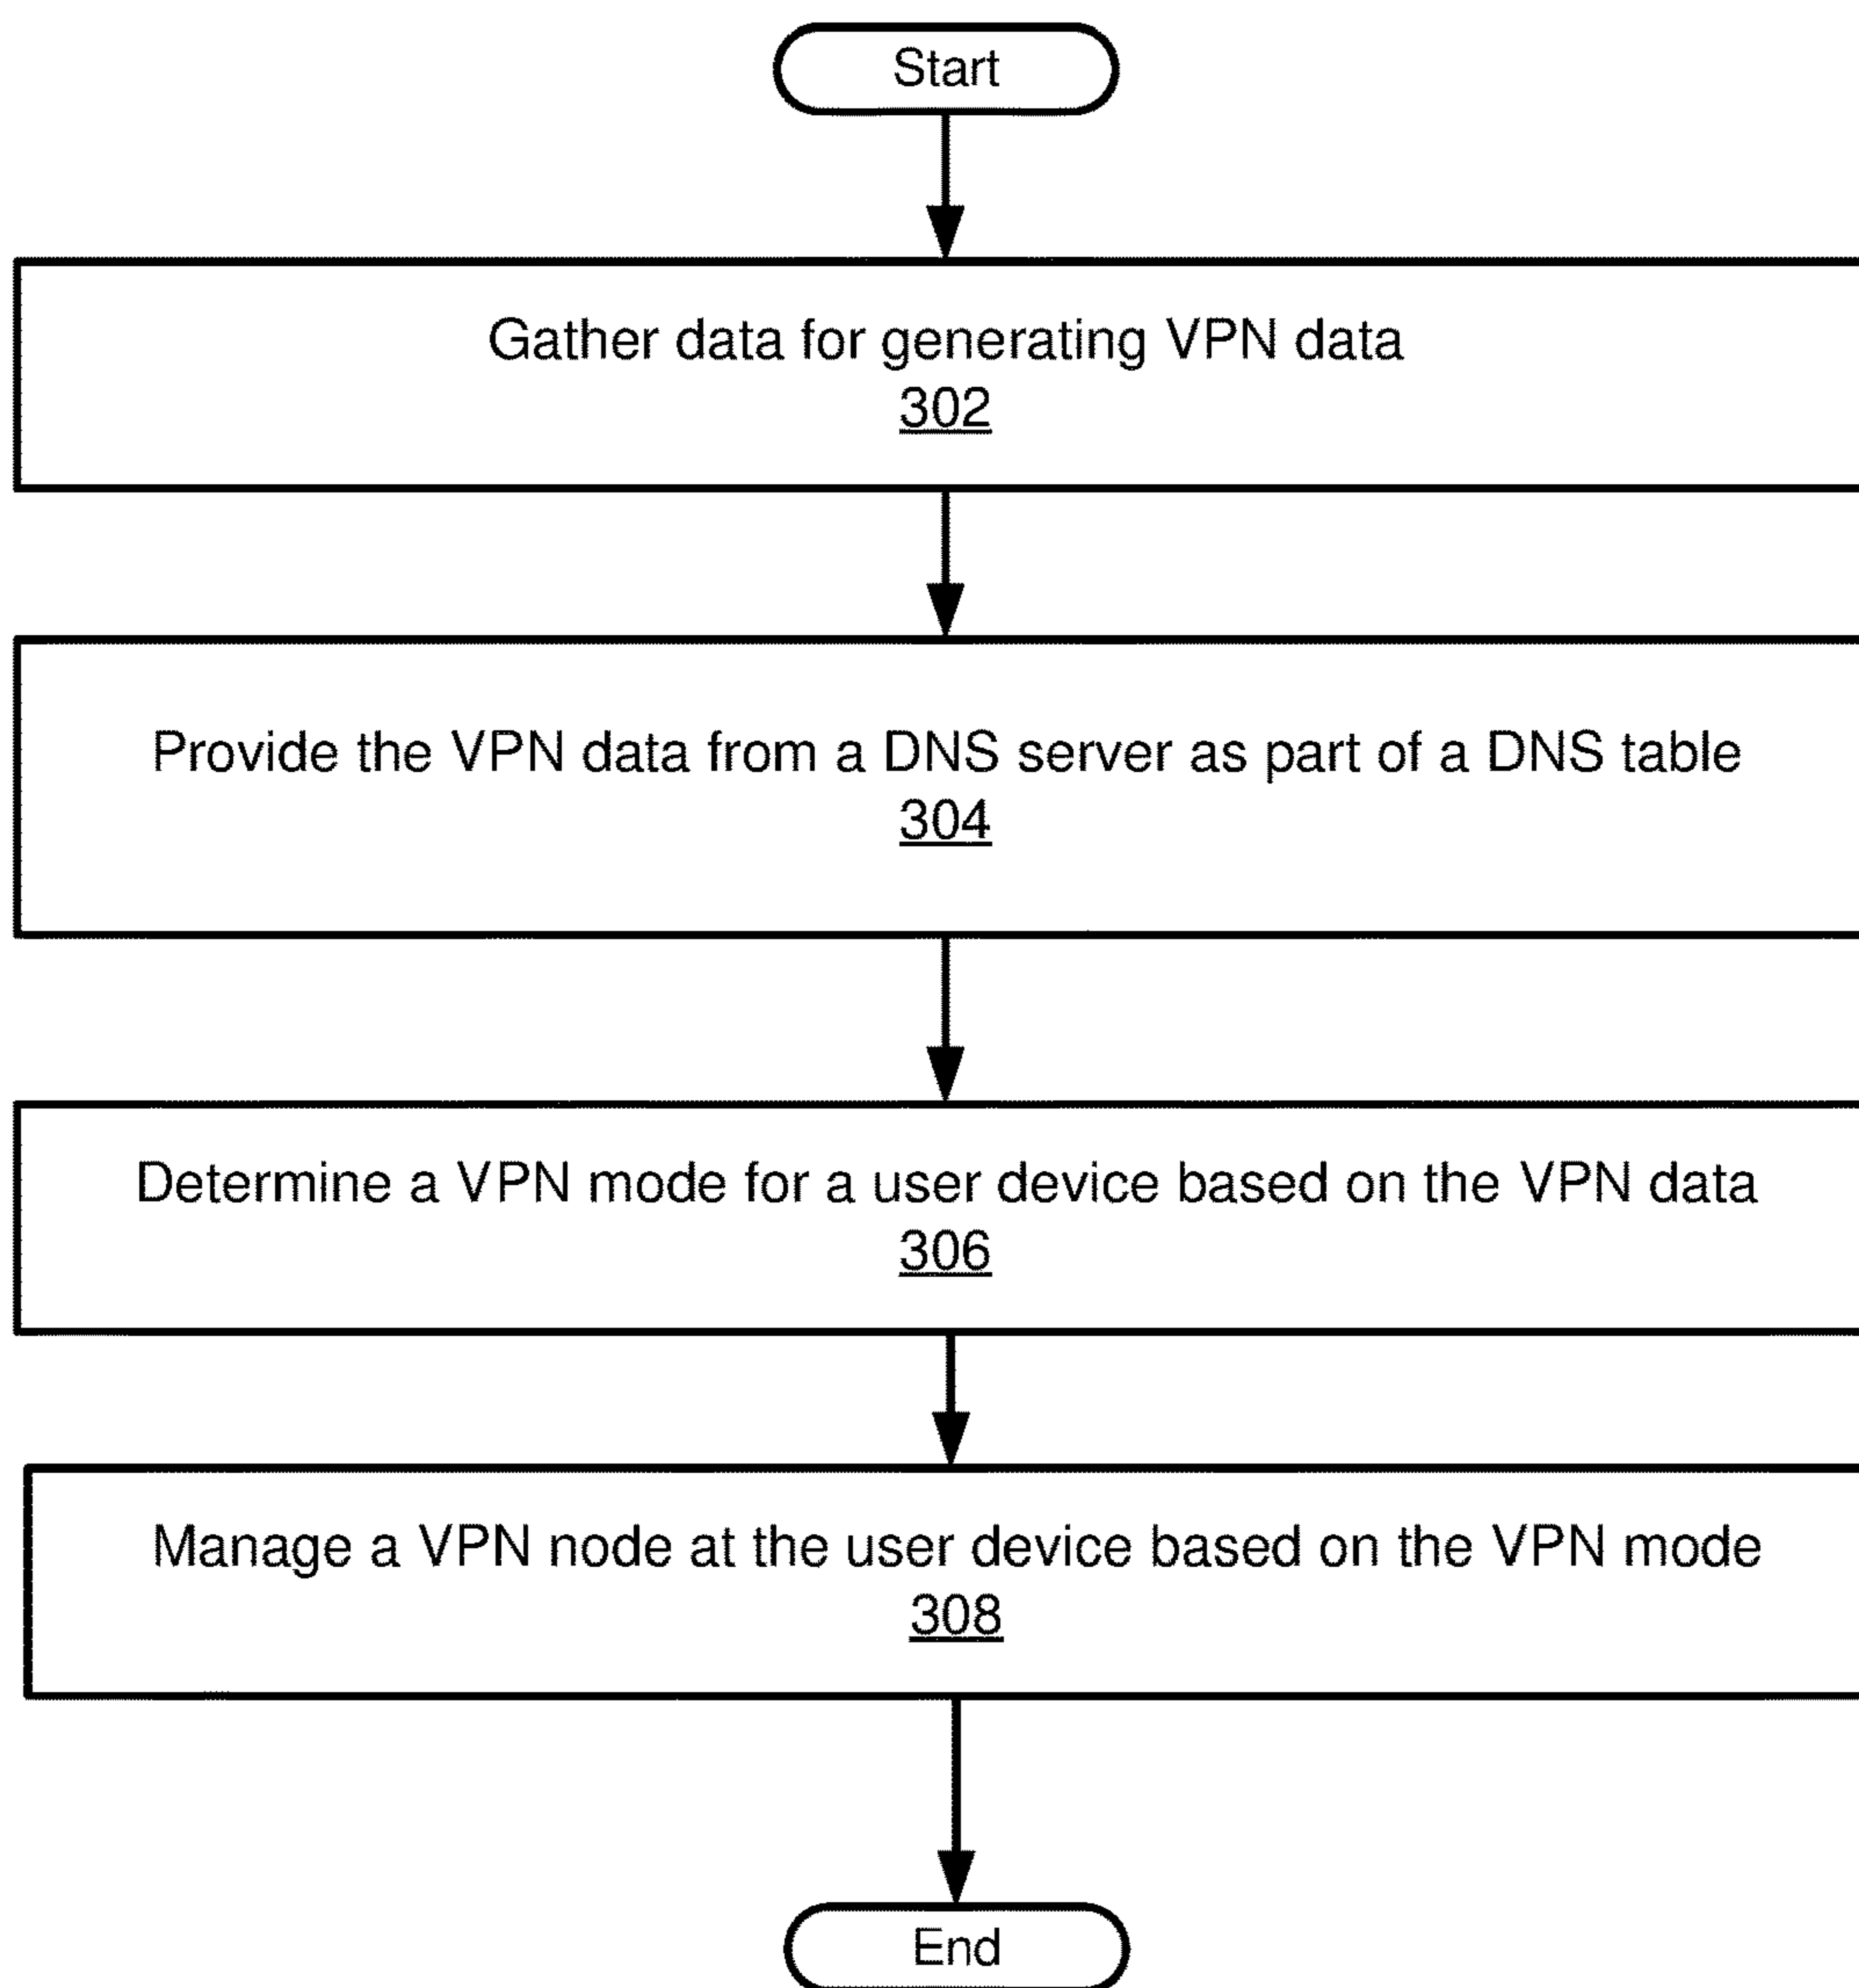 Start
Gather data for generating VPN data
302
Provide the VPN data from a DNS server as part of a DNS table
304
Determine a VPN mode for a user device based on the VPN data
306
Manage a VPN node at the user device based on the VPN mode
308
End